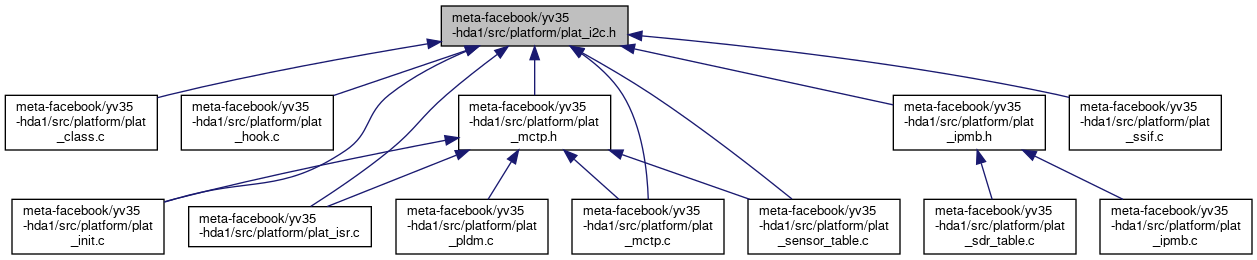 meta-facebook/yv35
-hda1/src/platform/plat_i2c.h
meta-facebook/yv35
-hda1/src/platform/plat
_class.c
meta-facebook/yv35
-hda1/src/platform/plat
_hook.c
meta-facebook/yv35
-hda1/src/platform/plat
_mctp.h
meta-facebook/yv35
-hda1/src/platform/plat
_ipmb.h
meta-facebook/yv35
-hda1/src/platform/plat
_ssif.c
meta-facebook/yv35
-hda1/src/platform/plat
_init.c
meta-facebook/yv35
-hda1/src/platform/plat_isr.c
meta-facebook/yv35
-hda1/src/platform/plat
_pldm.c
meta-facebook/yv35
-hda1/src/platform/plat
_mctp.c
meta-facebook/yv35
-hda1/src/platform/plat
_sensor_table.c
meta-facebook/yv35
-hda1/src/platform/plat
_sdr_table.c
meta-facebook/yv35
-hda1/src/platform/plat
_ipmb.c